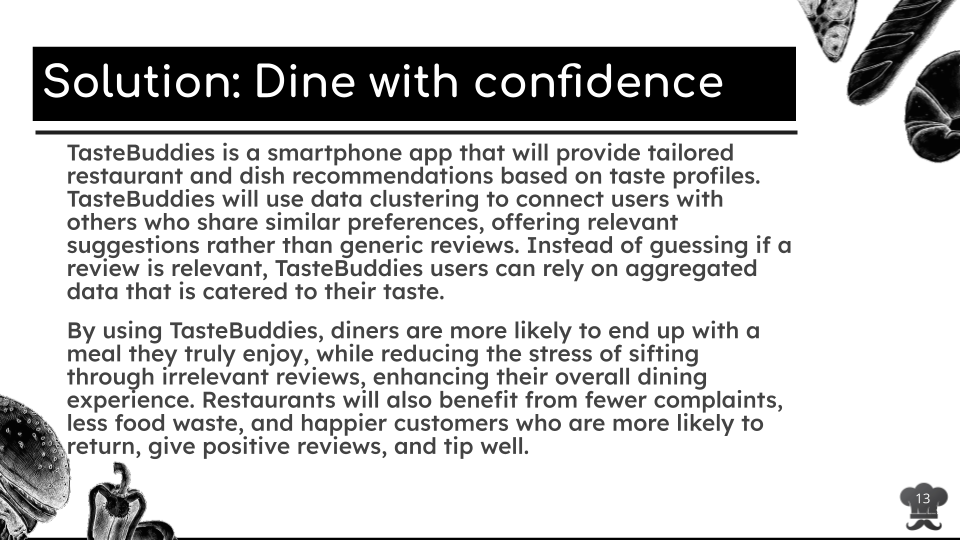 Solution: Dine with confidence
TasteBuddies is a smartphone app that will provide tailored
restaurant and dish recommendations based on taste profiles.
TasteBuddies will use data clustering to connect users with
others who share similar preferences, offering relevant
suggestions rather than generic reviews. Instead of guessing if a
review is relevant, TasteBuddies users can rely on aggregated
data that is catered to their taste.
By using TasteBuddies, diners are more likely to end up with a
meal they truly enjoy, while reducing the stress of sifting
through irrelevant reviews, enhancing their overall dining
experience. Restaurants will also benefit from fewer complaints,
less food waste, and happier customers who are more likely to
return, give positive reviews, and tip well.
13